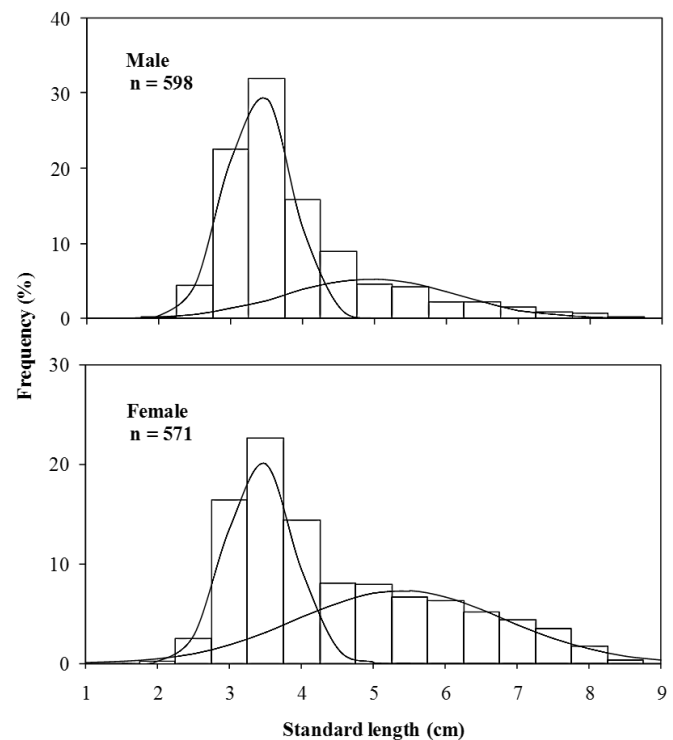 40
Male
n = 598
30
20
10
0
Frequency (%)
30
Female
n = 571
20
10
0
1 2 3 4 5 6 7 8 9
Standard length (cm)